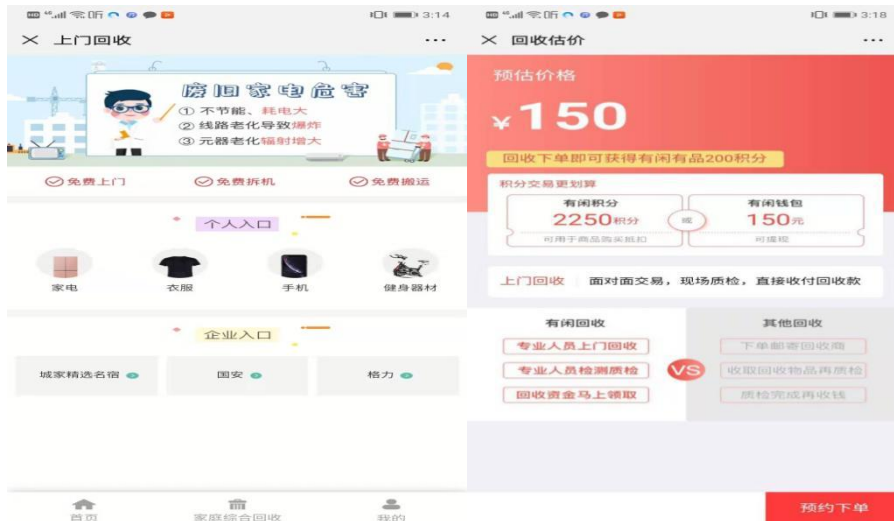 3:14
上门回收
废旧家电危害
① 不节能、耗电大
② 线路老化导致爆炸
③ 元器老化辐射增大
免费上门
免费拆机
免费搬运
个人入口
家电
衣服
手机
健身器材
企业入口
城家精选名宿
国安
格力
首页
家庭综合回收
我的
3:18
回收估价
预估价格
¥150
回收下单即可获得有闲有品200积分
积分交易更划算
有闲积分
2250积分
可用于商品购买抵扣
或
有闲钱包
150元
可提现
上门回收 面对面交易，现场质检，直接收付回收款
有闲回收
专业人员上门回收
专业人员检测质检
回收资金马上领取
VS
其他回收
下单邮寄回收商
收取回收物品再质检
质检完成再收钱
预约下单